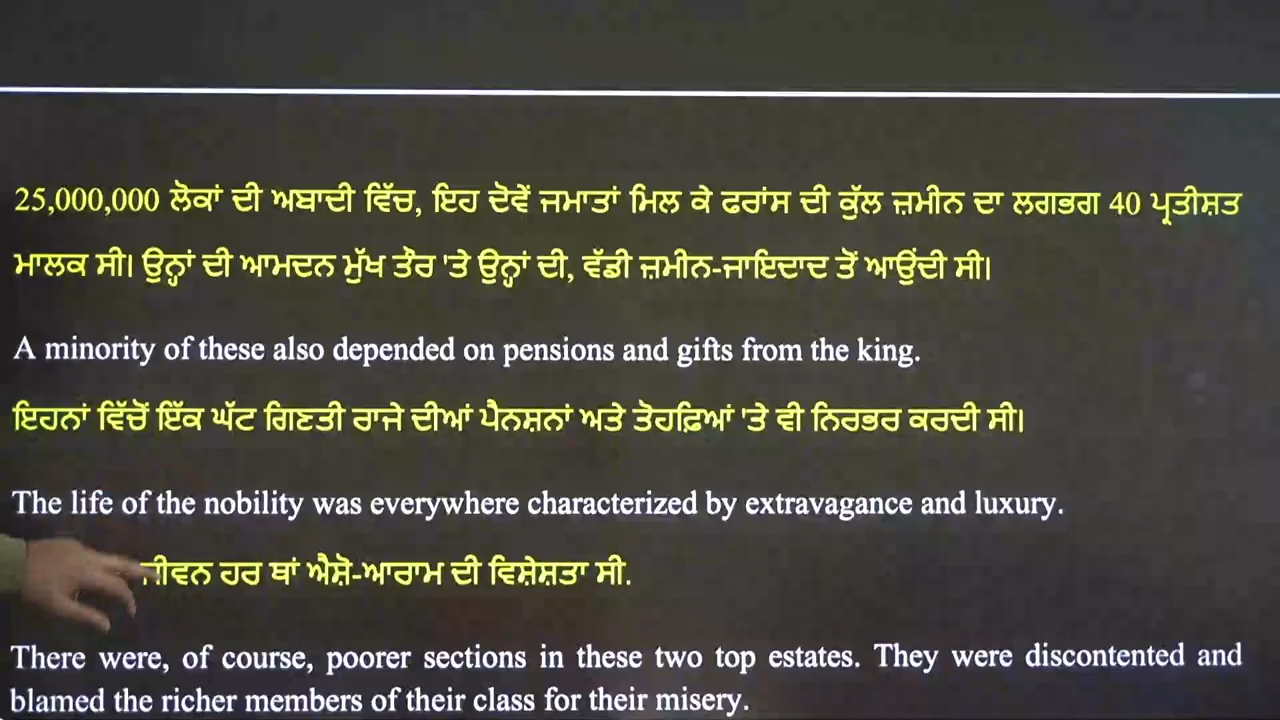 25,000,000 ਲੋਕਾਂ ਦੀ ਅਬਾਦੀ ਵਿੱਚ, ਇਹ ਦੋਵੇਂ ਜਮਾਤਾਂ ਮਿਲ ਕੇ ਫਰਾਂਸ ਦੀ ਕੁੱਲ ਜ਼ਮੀਨ ਦਾ ਲਗਭਗ 40 ਪ੍ਰਤੀਸ਼ਤ
ਮਾਲਕ ਸੀ। ਉਨ੍ਹਾਂ ਦੀ ਆਮਦਨ ਮੁੱਖ ਤੌਰ 'ਤੇ ਉਨ੍ਹਾਂ ਦੀ, ਵੱਡੀ ਜ਼ਮੀਨ-ਜਾਇਦਾਦ ਤੋਂ ਆਉਂਦੀ ਸੀ।
A minority of these also depended on pensions and gifts from the king.
ਇਹਨਾਂ ਵਿੱਚੋਂ ਇੱਕ ਘੱਟ ਗਿਣਤੀ ਰਾਜੇ ਦੀਆਂ ਪੈਨਸ਼ਨਾਂ ਅਤੇ ਤੋਹਫ਼ਿਆਂ 'ਤੇ ਵੀ ਨਿਰਭਰ ਕਰਦੀ ਸੀ।
The life of the nobility was everywhere characterized by extravagance and luxury.
ਹਰ ਥਾਂ ਐਸ਼ੋ-ਆਰਾਮ ਦੀ ਵਿਸ਼ੇਸ਼ਤਾ ਸੀ.
There were, of course, poorer sections in these two top estates. They were discontented and
blamed the richer members of their class for their misery.